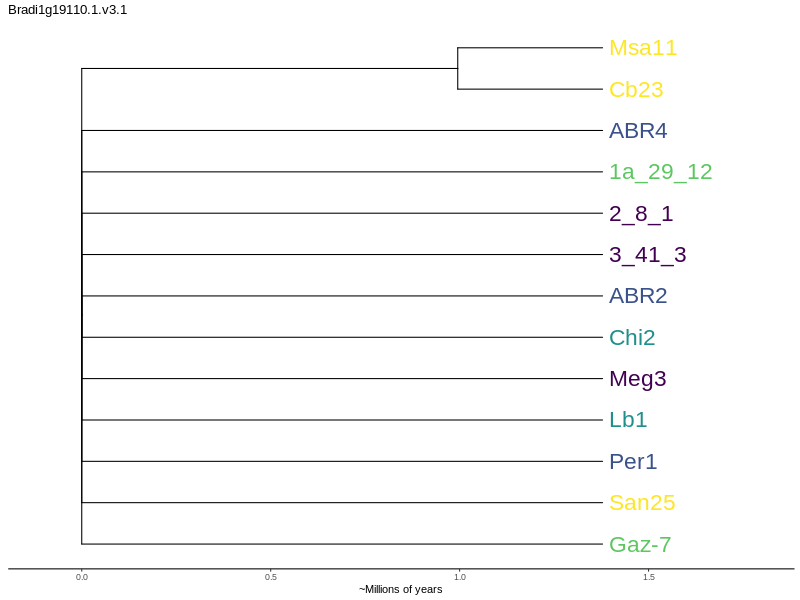 Bradi1g19110.1.v3.1
Msa11
Cb23
ABR4
1a_29_12
2_8_1
3_41_3
ABR2
Chi2
Meg3
Lb1
Per1
San25
Gaz-7
0.0 0.5 1.0 1.5
~Millions of years